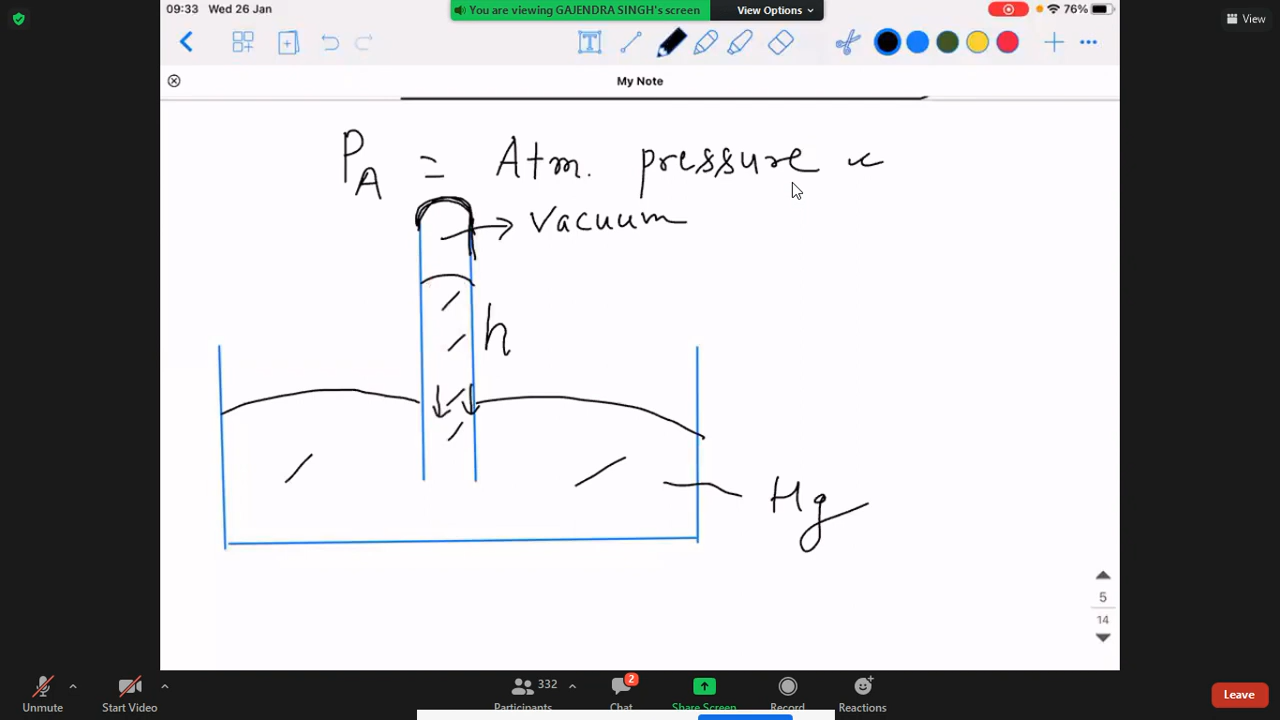 09:33 Wed 26 Jan
You are viewing GAJENDRA SINGH's screen
View Options
76%
View
My Note
P_A = Atm. pressure
Vacuum
h
Hg
5
14
Unmute
Start Video
332
Participants
2
Chat
Share Screen
Record
Reactions
Leave